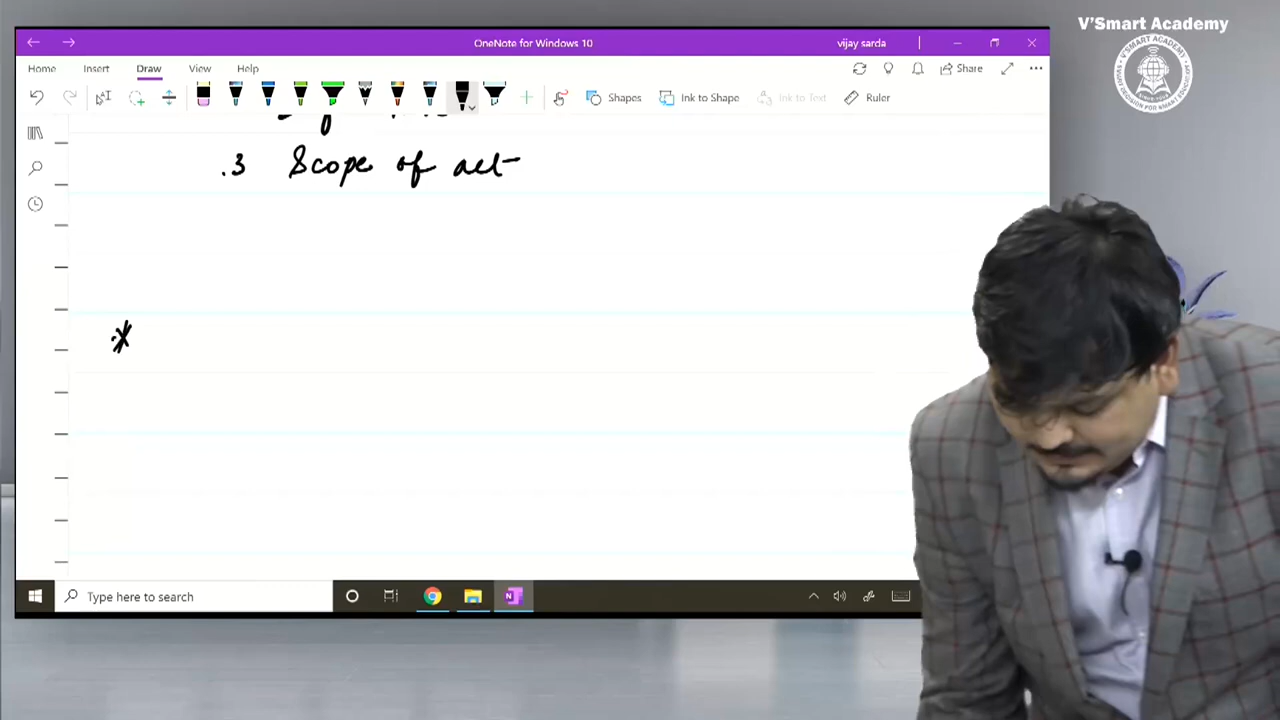 V'Smart Academy
OneNote for Windows 10
vijay sarda
Home Insert Draw View Help
Share
Shapes
Ink to Shape
Ink to Text
Ruler
.3 Scope of act
*
Type here to search